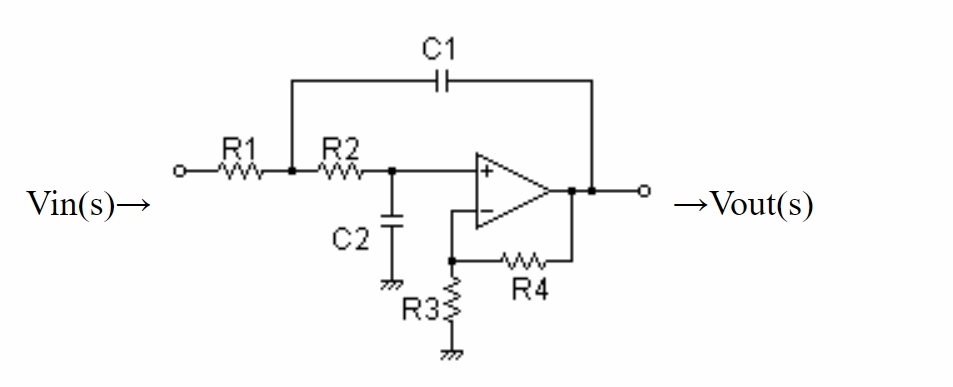 C1
R1
R2
+
Vin(s)→
→Vout(s)
−
C2
R4
R3